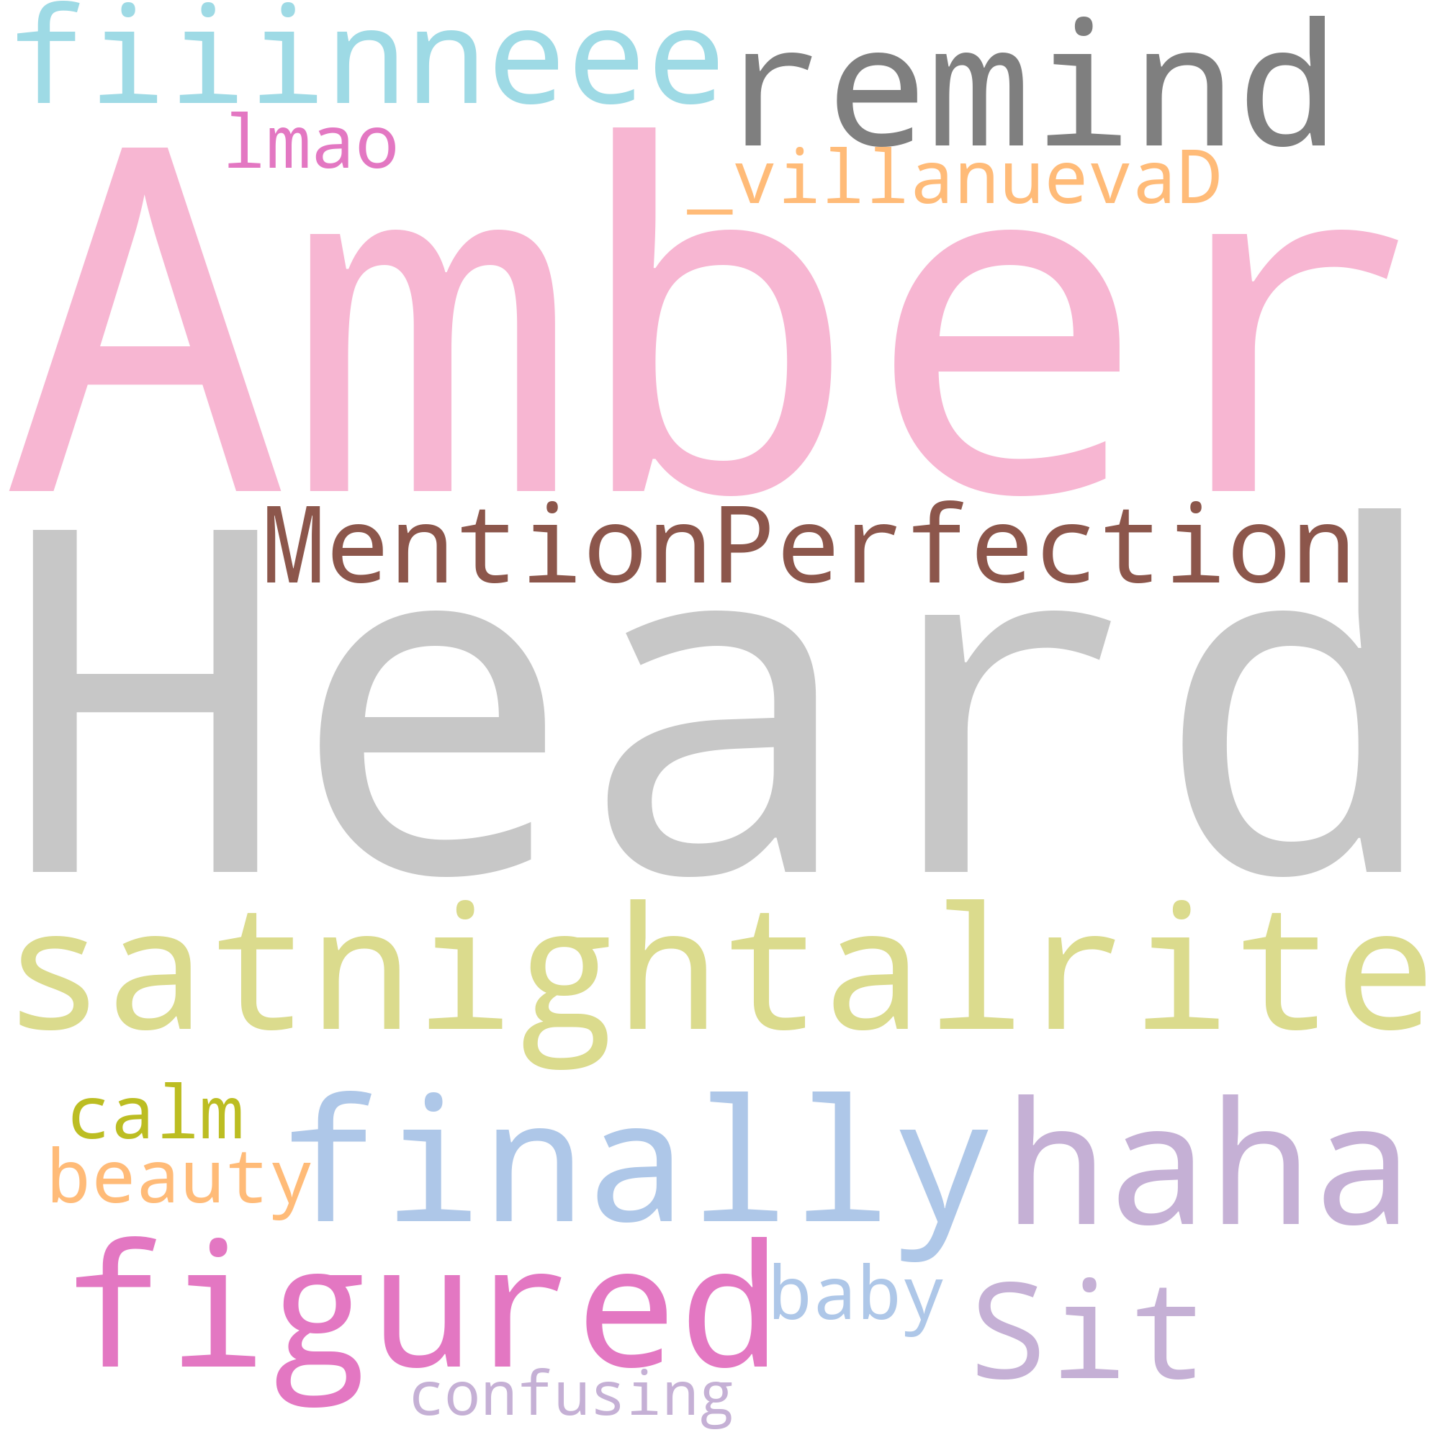 fiiinneee remind
lmao
_villanuevaD
Amber
MentionPerfection
Heard
satnightalrite
calm
finally haha
beauty
figured
baby Sit
confusing